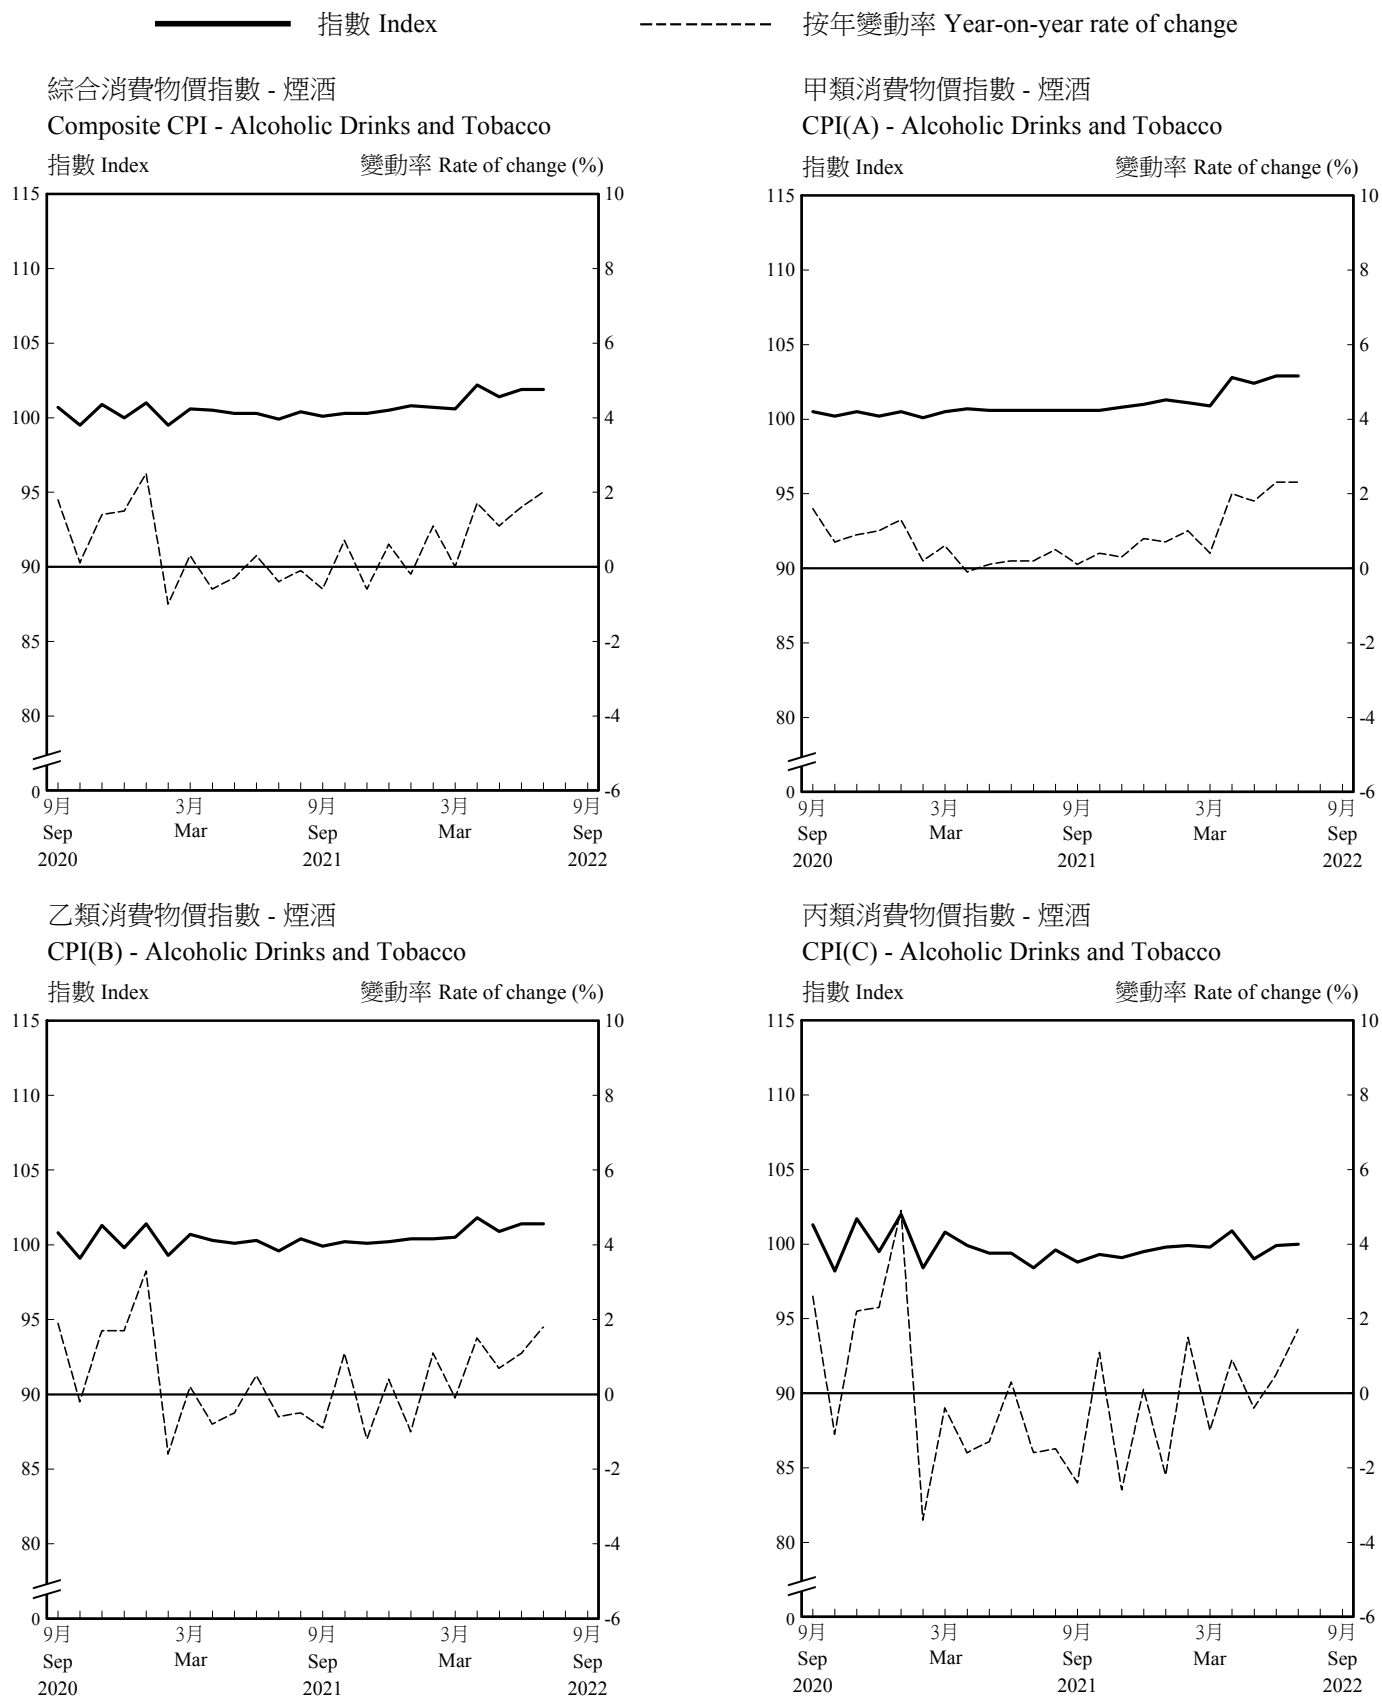 指數 Index
按年變動率 Year-on-year rate of change
綜合消費物價指數 - 煙酒
Composite CPI - Alcoholic Drinks and Tobacco
指數 Index 變動率 Rate of change (%)
115 10
110 8
105 6
100 4
95 2
90 0
85 -2
80 -4
0 -6
9月 3月 9月 3月 9月
Sep Mar Sep Mar Sep
2020 2021 2022
甲類消費物價指數 - 煙酒
CPI(A) - Alcoholic Drinks and Tobacco
指數 Index 變動率 Rate of change (%)
115 10
110 8
105 6
100 4
95 2
90 0
85 -2
80 -4
0 -6
9月 3月 9月 3月 9月
Sep Mar Sep Mar Sep
2020 2021 2022
乙類消費物價指數 - 煙酒
CPI(B) - Alcoholic Drinks and Tobacco
指數 Index 變動率 Rate of change (%)
115 10
110 8
105 6
100 4
95 2
90 0
85 -2
80 -4
0 -6
9月 3月 9月 3月 9月
Sep Mar Sep Mar Sep
2020 2021 2022
丙類消費物價指數 - 煙酒
CPI(C) - Alcoholic Drinks and Tobacco
指數 Index 變動率 Rate of change (%)
115 10
110 8
105 6
100 4
95 2
90 0
85 -2
80 -4
0 -6
9月 3月 9月 3月 9月
Sep Mar Sep Mar Sep
2020 2021 2022